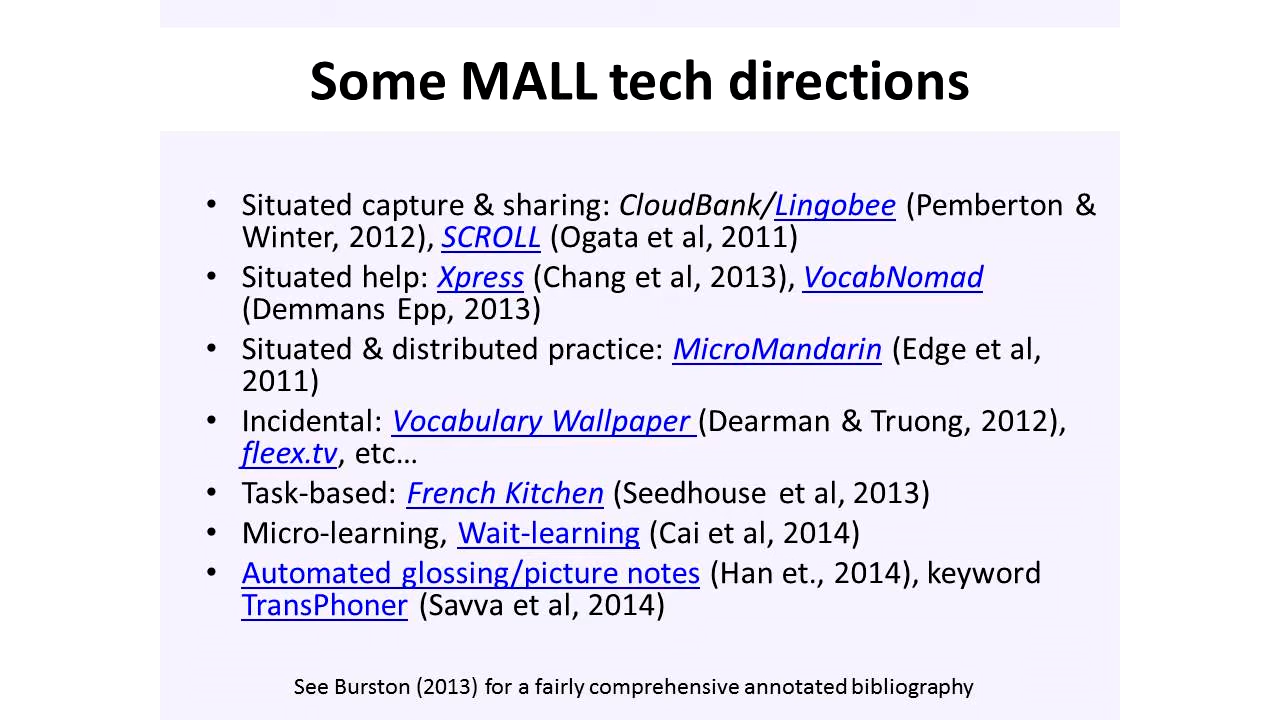 Some MALL tech directions
• Situated capture & sharing: CloudBank/Lingobee (Pemberton &
Winter, 2012), SCROLL (Ogata et al, 2011)
• Situated help: Xpress (Chang et al, 2013), VocabNomad
(Demmans Epp, 2013)
• Situated & distributed practice: MicroMandarin (Edge et al,
2011)
• Incidental: Vocabulary Wallpaper (Dearman & Truong, 2012),
fleex.tv, etc…
• Task-based: French Kitchen (Seedhouse et al, 2013)
• Micro-learning, Wait-learning (Cai et al, 2014)
• Automated glossing/picture notes (Han et., 2014), keyword
TransPhoner (Savva et al, 2014)
See Burston (2013) for a fairly comprehensive annotated bibliography